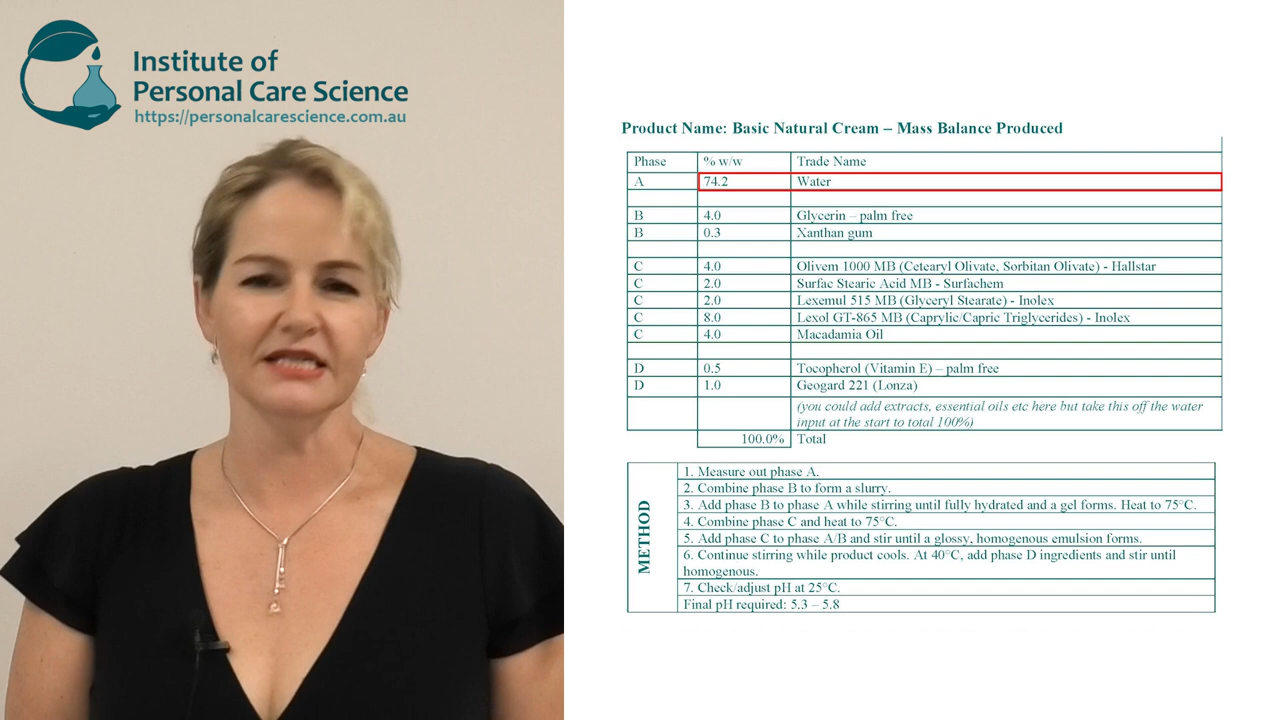 Institute of
Personal Care Science
https://personalcarescience.com.au
Product Name: Basic Natural Cream – Mass Balance Produced
Phase % w/w Trade Name
A 74.2 Water
B 4.0 Glycerin – palm free
B 0.3 Xanthan gum
C 4.0 Olivem 1000 MB (Cetearyl Olivate, Sorbitan Olivate) - Hallstar
C 2.0 Surfac Stearic Acid MB - Surfachem
C 2.0 Lexemul 515 MB (Glyceryl Stearate) - Inolex
C 8.0 Lexol GT-865 MB (Caprylic/Capric Triglycerides) - Inolex
C 4.0 Macadamia Oil
D 0.5 Tocopherol (Vitamin E) – palm free
D 1.0 Geogard 221 (Lonza)
(you could add extracts, essential oils etc here but take this off the water
input at the start to total 100%)
100.0% Total
METHOD
1. Measure out phase A.
2. Combine phase B to form a slurry.
3. Add phase B to phase A while stirring until fully hydrated and a gel forms. Heat to 75°C.
4. Combine phase C and heat to 75°C.
5. Add phase C to phase A/B and stir until a glossy, homogenous emulsion forms.
6. Continue stirring while product cools. At 40°C, add phase D ingredients and stir until
homogenous.
7. Check/adjust pH at 25°C.
Final pH required: 5.3 – 5.8